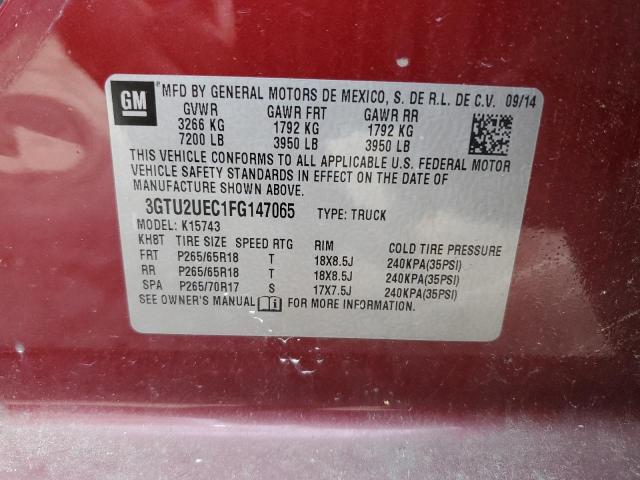 GM MFD BY GENERAL MOTORS DE MEXICO, S. DE R.L. DE C.V. 09/14
GVWR GAWR FRT GAWR RR
3266 KG 1792 KG 1792 KG
7200 LB 3950 LB 3950 LB
THIS VEHICLE CONFORMS TO ALL APPLICABLE U.S. FEDERAL MOTOR
VEHICLE SAFETY STANDARDS IN EFFECT ON THE DATE OF
MANUFACTURE SHOWN ABOVE.
3GTU2UEC1FG147065 TYPE: TRUCK
MODEL: K15743
KH8T TIRE SIZE SPEED RTG RIM COLD TIRE PRESSURE
FRT P265/65R18 T 18X8.5J 240KPA(35PSI)
RR P265/65R18 T 18X8.5J 240KPA(35PSI)
SPA P265/70R17 S 17X7.5J 240KPA(35PSI)
SEE OWNER'S MANUAL FOR MORE INFORMATION.